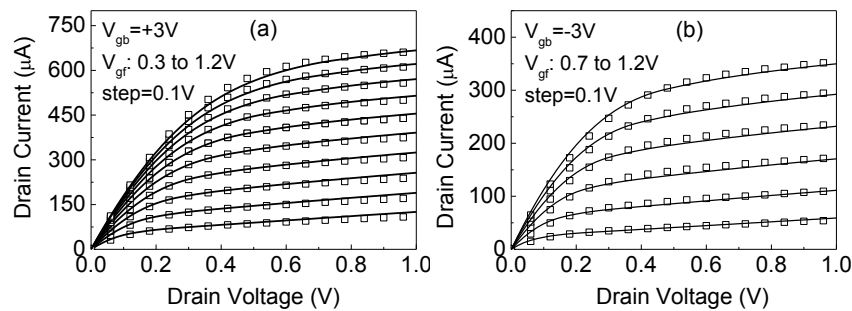 (a)
V_gb=+3V
V_gf: 0.3 to 1.2V
step=0.1V
Drain Current (μA)
750
600
450
300
150
0
0.0 0.2 0.4 0.6 0.8 1.0
Drain Voltage (V)
(b)
V_gb=-3V
V_gf: 0.7 to 1.2V
step=0.1V
Drain Current (μA)
400
300
200
100
0
0.0 0.2 0.4 0.6 0.8 1.0
Drain Voltage (V)